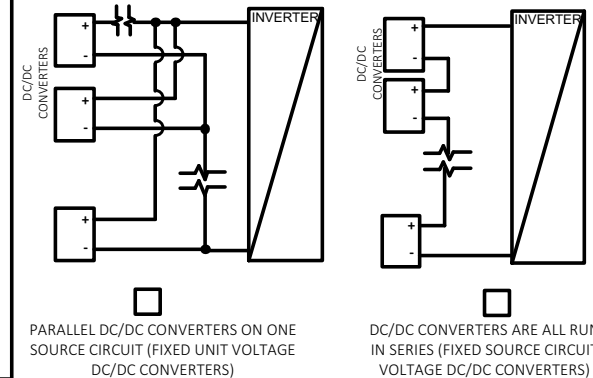 INVERTER
DC/DC
CONVERTERS
+
-
+
-
+
-
PARALLEL DC/DC CONVERTERS ON ONE
SOURCE CIRCUIT (FIXED UNIT VOLTAGE
DC/DC CONVERTERS)
INVERTER
DC/DC
CONVERTERS
+
-
+
-
+
-
DC/DC CONVERTERS ARE ALL RUN
IN SERIES (FIXED SOURCE CIRCUIT
VOLTAGE DC/DC CONVERTERS)